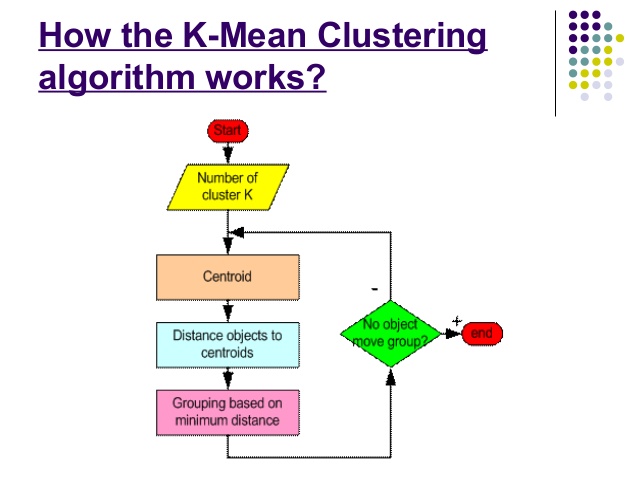 How the K-Mean Clustering
algorithm works?
Start
Number of
cluster K
Centroid
Distance objects to
centroids
Grouping based on
minimum distance
-
No object
move group?
+
end